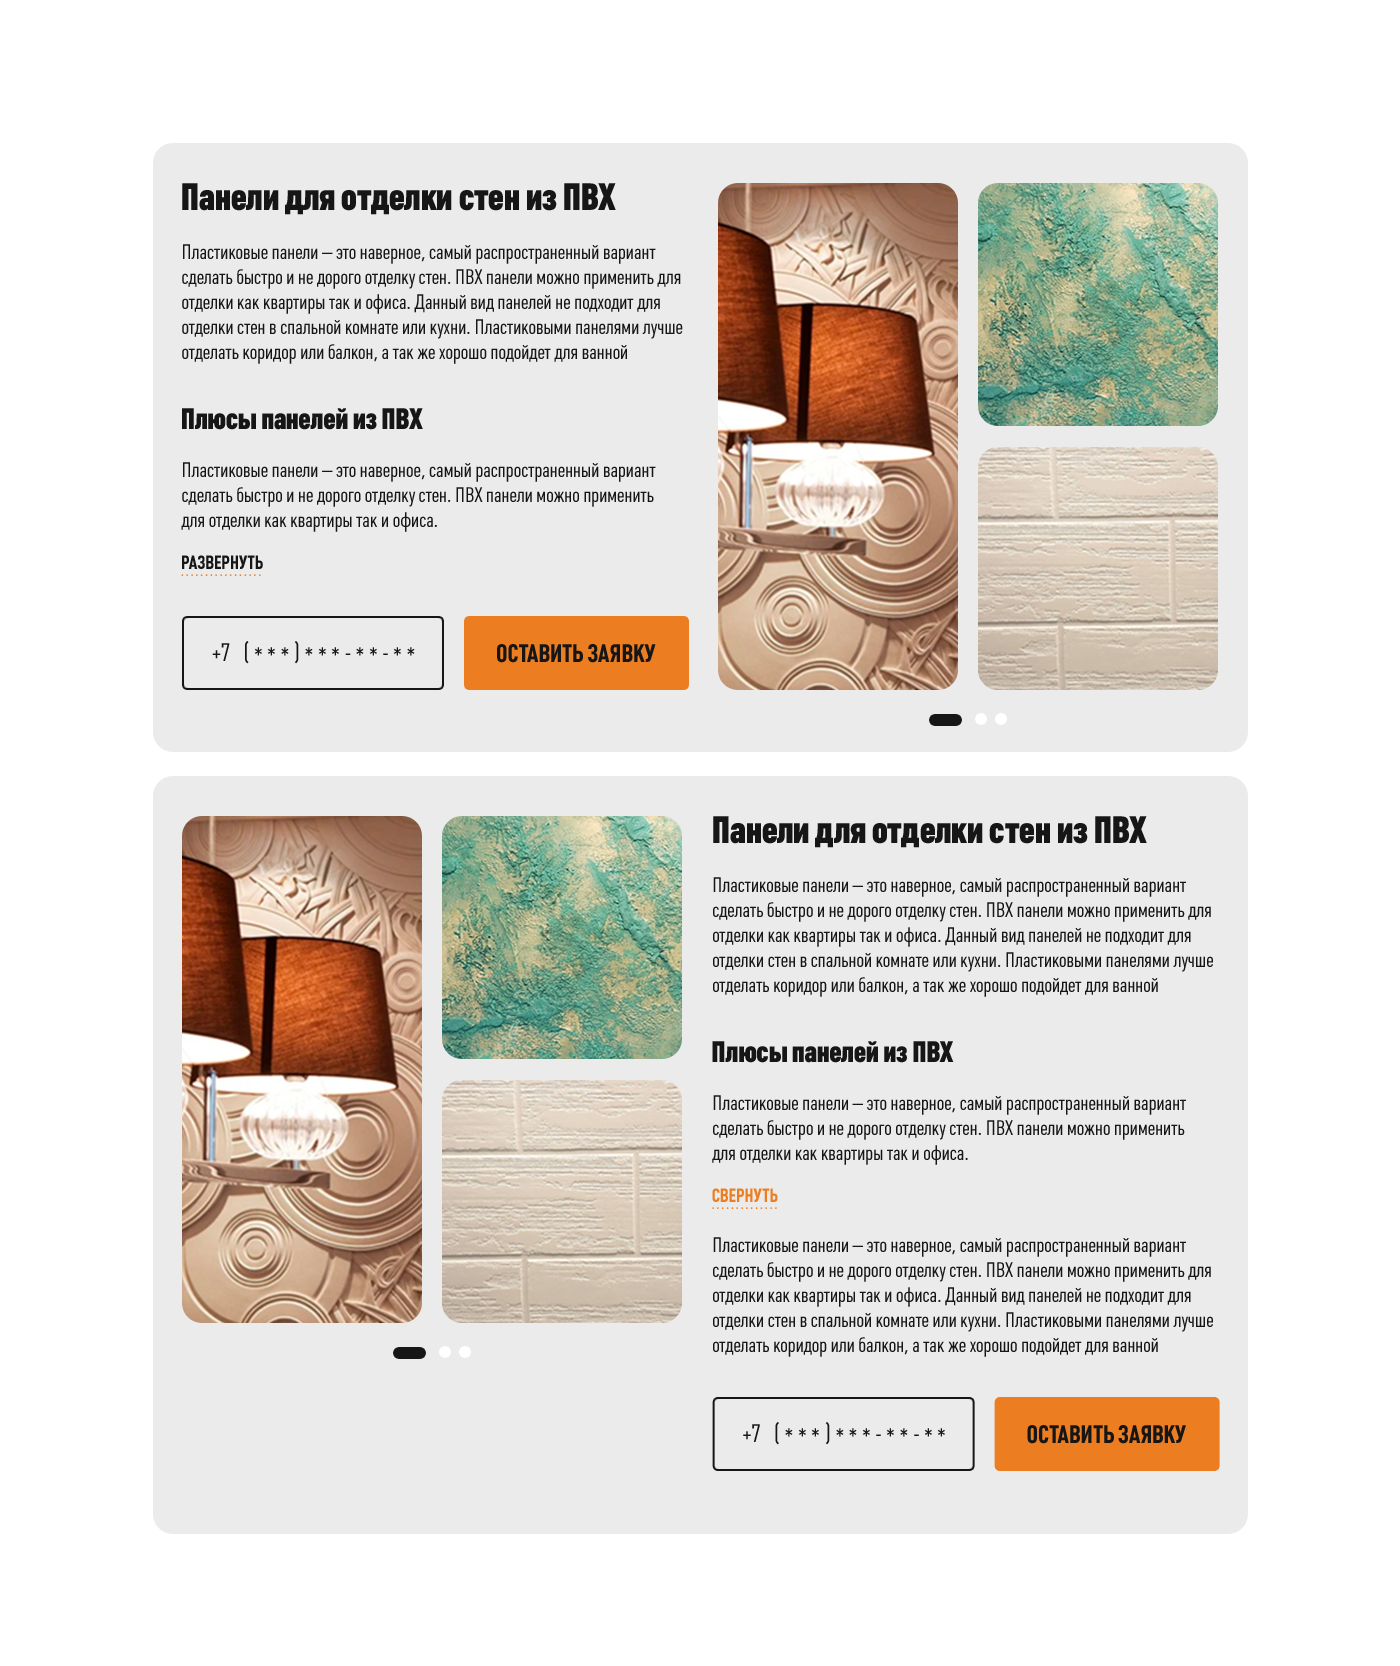 Панели для отделки стен из ПВХ
Пластиковые панели – это наверное, самый распространенный вариант
сделать быстро и не дорого отделку стен. ПВХ панели можно применить для
отделки как квартиры так и офиса. Данный вид панелей не подходит для
отделки стен в спальной комнате или кухни. Пластиковыми панелями лучше
отделать коридор или балкон, а так же хорошо подойдет для ванной
Плюсы панелей из ПВХ
Пластиковые панели – это наверное, самый распространенный вариант
сделать быстро и не дорого отделку стен. ПВХ панели можно применить
для отделки как квартиры так и офиса.
РАЗВЕРНУТЬ
+7 (***)***-**-**
ОСТАВИТЬ ЗАЯВКУ
Панели для отделки стен из ПВХ
Пластиковые панели – это наверное, самый распространенный вариант
сделать быстро и не дорого отделку стен. ПВХ панели можно применить для
отделки как квартиры так и офиса. Данный вид панелей не подходит для
отделки стен в спальной комнате или кухни. Пластиковыми панелями лучше
отделать коридор или балкон, а так же хорошо подойдет для ванной
Плюсы панелей из ПВХ
Пластиковые панели – это наверное, самый распространенный вариант
сделать быстро и не дорого отделку стен. ПВХ панели можно применить
для отделки как квартиры так и офиса.
СВЕРНУТЬ
Пластиковые панели – это наверное, самый распространенный вариант
сделать быстро и не дорого отделку стен. ПВХ панели можно применить для
отделки как квартиры так и офиса. Данный вид панелей не подходит для
отделки стен в спальной комнате или кухни. Пластиковыми панелями лучше
отделать коридор или балкон, а так же хорошо подойдет для ванной
+7 (***)***-**-**
ОСТАВИТЬ ЗАЯВКУ